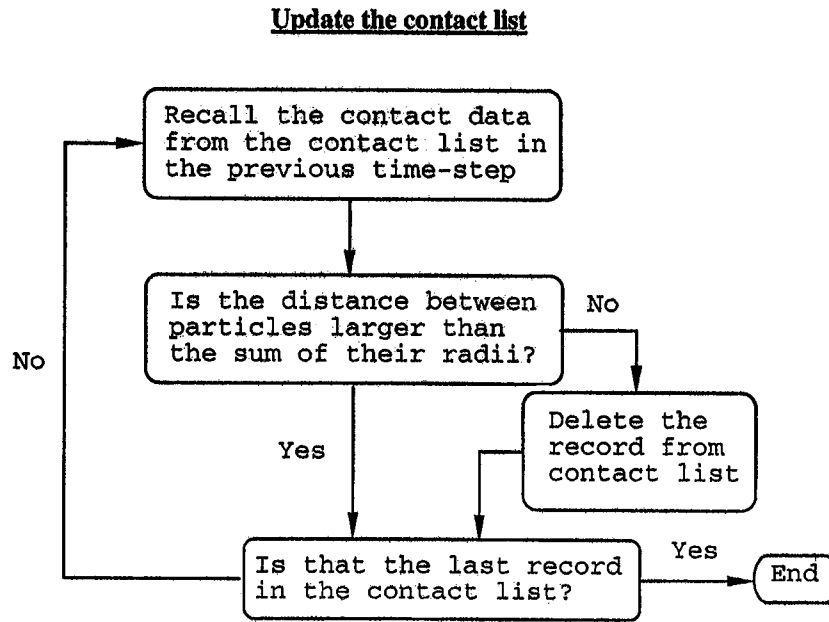 Update the contact list
Recall the contact data
from the contact list in
the previous time-step
Is the distance between
particles larger than
the sum of their radii?
No
No
Delete the
record from
contact list
Yes
Is that the last record
in the contact list?
Yes
End